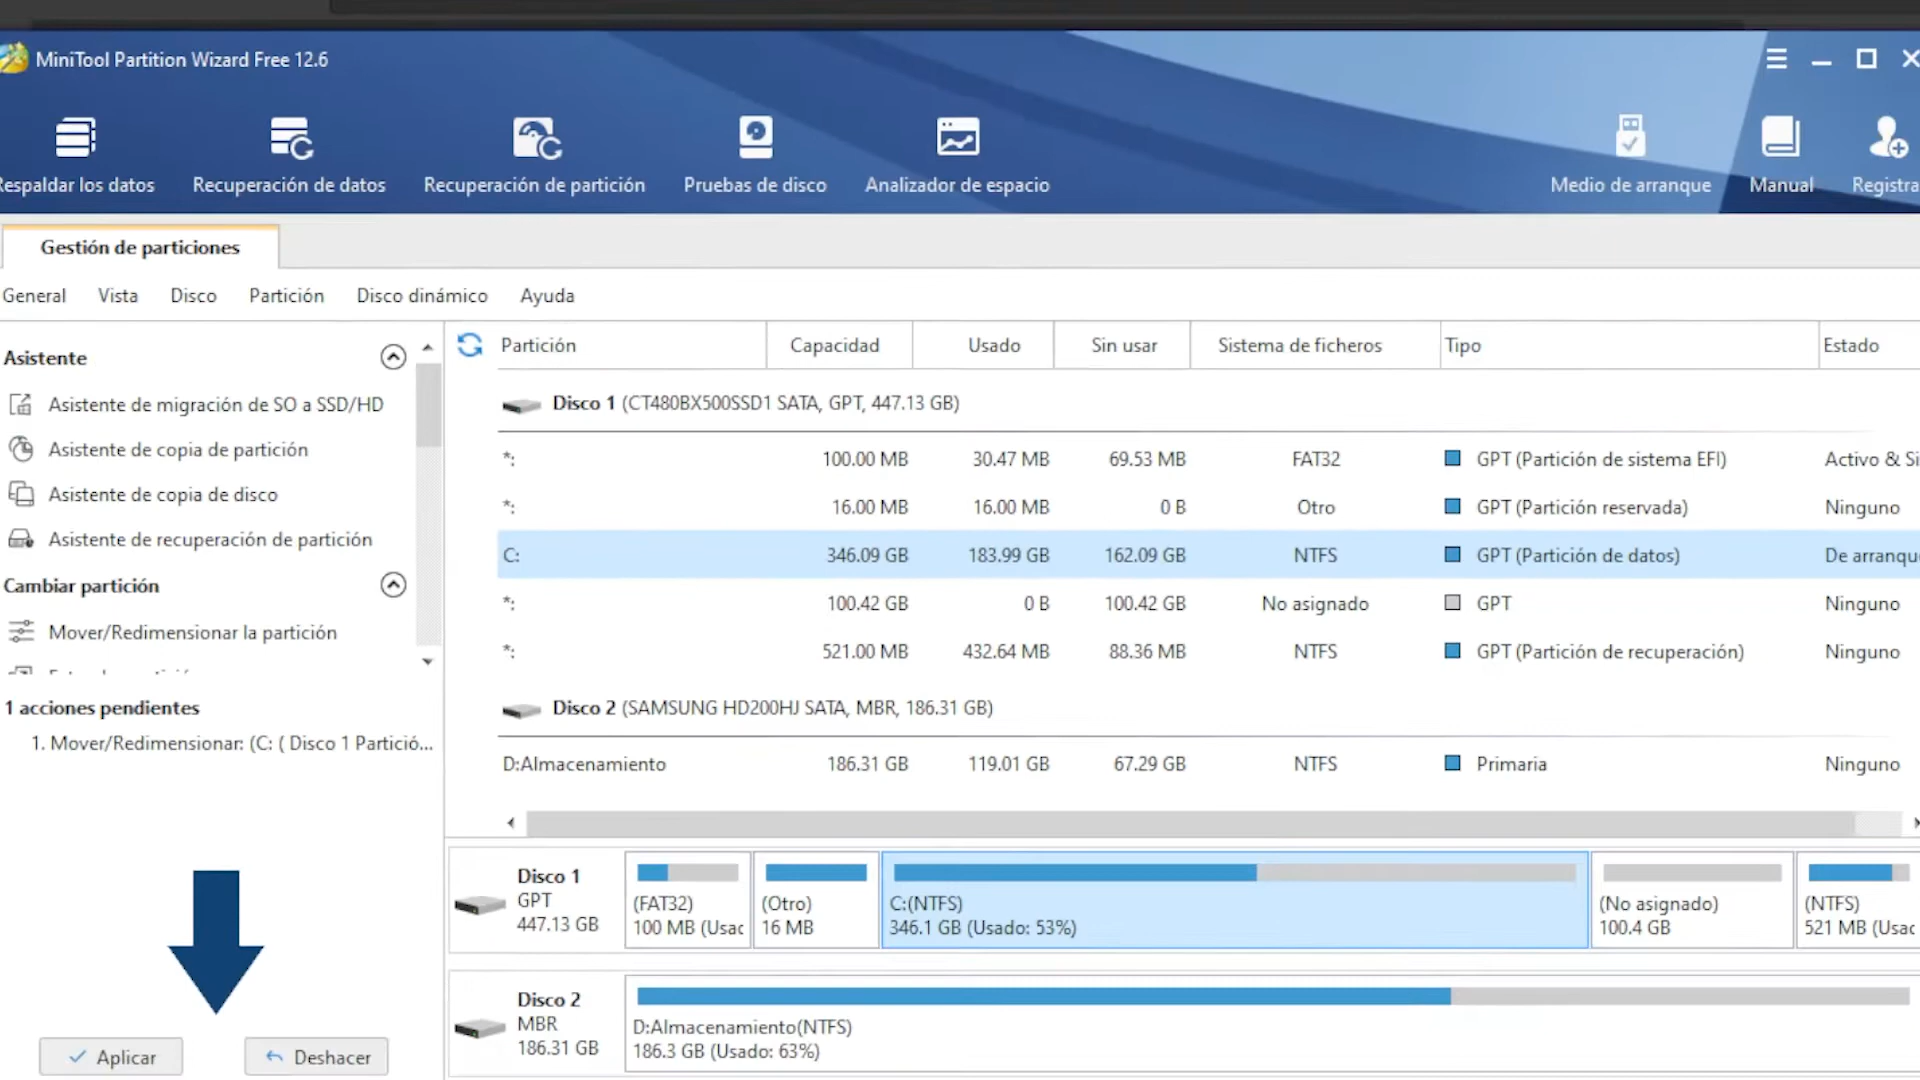 MiniTool Partition Wizard Free 12.6
Respaldar los datos Recuperación de datos Recuperación de partición Pruebas de disco Analizador de espacio Medio de arranque Manual Registra
Gestión de particiones
General Vista Disco Partición Disco dinámico Ayuda
Asistente
Asistente de migración de SO a SSD/HD
Asistente de copia de partición
Asistente de copia de disco
Asistente de recuperación de partición
Cambiar partición
Mover/Redimensionar la partición
1 acciones pendientes
1. Mover/Redimensionar: (C: ( Disco 1 Partició...
Aplicar Deshacer
Partición Capacidad Usado Sin usar Sistema de ficheros Tipo Estado
Disco 1 (CT480BX500SSD1 SATA, GPT, 447.13 GB)
*: 100.00 MB 30.47 MB 69.53 MB FAT32 GPT (Partición de sistema EFI) Activo & Si
*: 16.00 MB 16.00 MB 0 B Otro GPT (Partición reservada) Ninguno
C: 346.09 GB 183.99 GB 162.09 GB NTFS GPT (Partición de datos) De arranqu
*: 100.42 GB 0 B 100.42 GB No asignado GPT Ninguno
*: 521.00 MB 432.64 MB 88.36 MB NTFS GPT (Partición de recuperación) Ninguno
Disco 2 (SAMSUNG HD200HJ SATA, MBR, 186.31 GB)
D:Almacenamiento 186.31 GB 119.01 GB 67.29 GB NTFS Primaria Ninguno
Disco 1
GPT
447.13 GB
(FAT32)
100 MB (Usac
(Otro)
16 MB
C:(NTFS)
346.1 GB (Usado: 53%)
(No asignado)
100.4 GB
(NTFS)
521 MB (Usac
Disco 2
MBR
186.31 GB
D:Almacenamiento(NTFS)
186.3 GB (Usado: 63%)